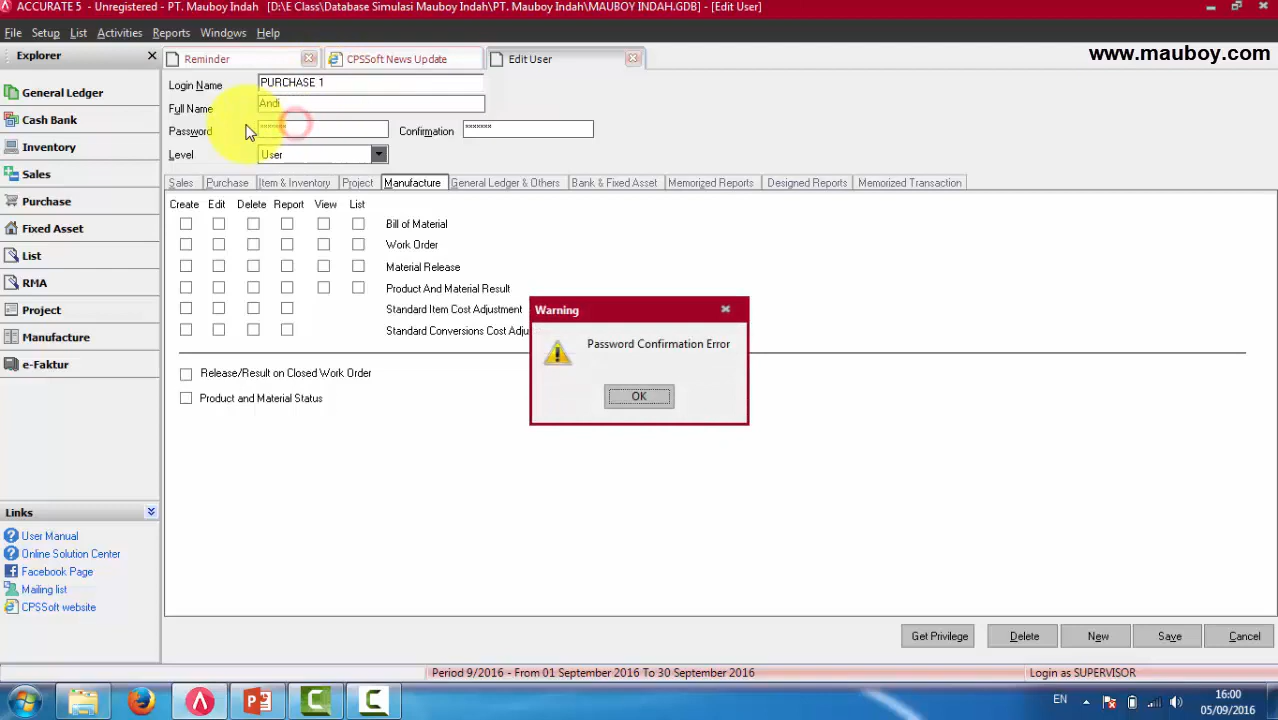 ACCURATE 5 - Unregistered - PT. Mauboy Indah [D:\E Class\Database Simulasi Mauboy Indah\PT. Mauboy Indah\MAUBOY INDAH.GDB] - [Edit User]
File Setup List Activities Reports Windows Help
www.mauboy.com
Explorer
Reminder
CPSSoft News Update
Edit User
General Ledger
Cash Bank
Inventory
Sales
Purchase
Fixed Asset
List
RMA
Project
Manufacture
e-Faktur
Login Name PURCHASE 1
Full Name Andi
Password ******* Confirmation *******
Level User
Sales Purchase Item & Inventory Project Manufacture General Ledger & Others Bank & Fixed Asset Memorized Reports Designed Reports Memorized Transaction
Create Edit Delete Report View List
Bill of Material
Work Order
Material Release
Product And Material Result
Standard Item Cost Adjustment
Standard Conversions Cost Adju
Release/Result on Closed Work Order
Product and Material Status
Warning
Password Confirmation Error
OK
Links
User Manual
Online Solution Center
Facebook Page
Mailing list
CPSSoft website
Get Privilege Delete New Save Cancel
Period 9/2016 - From 01 September 2016 To 30 September 2016
Login as SUPERVISOR
EN
16:00
05/09/2016